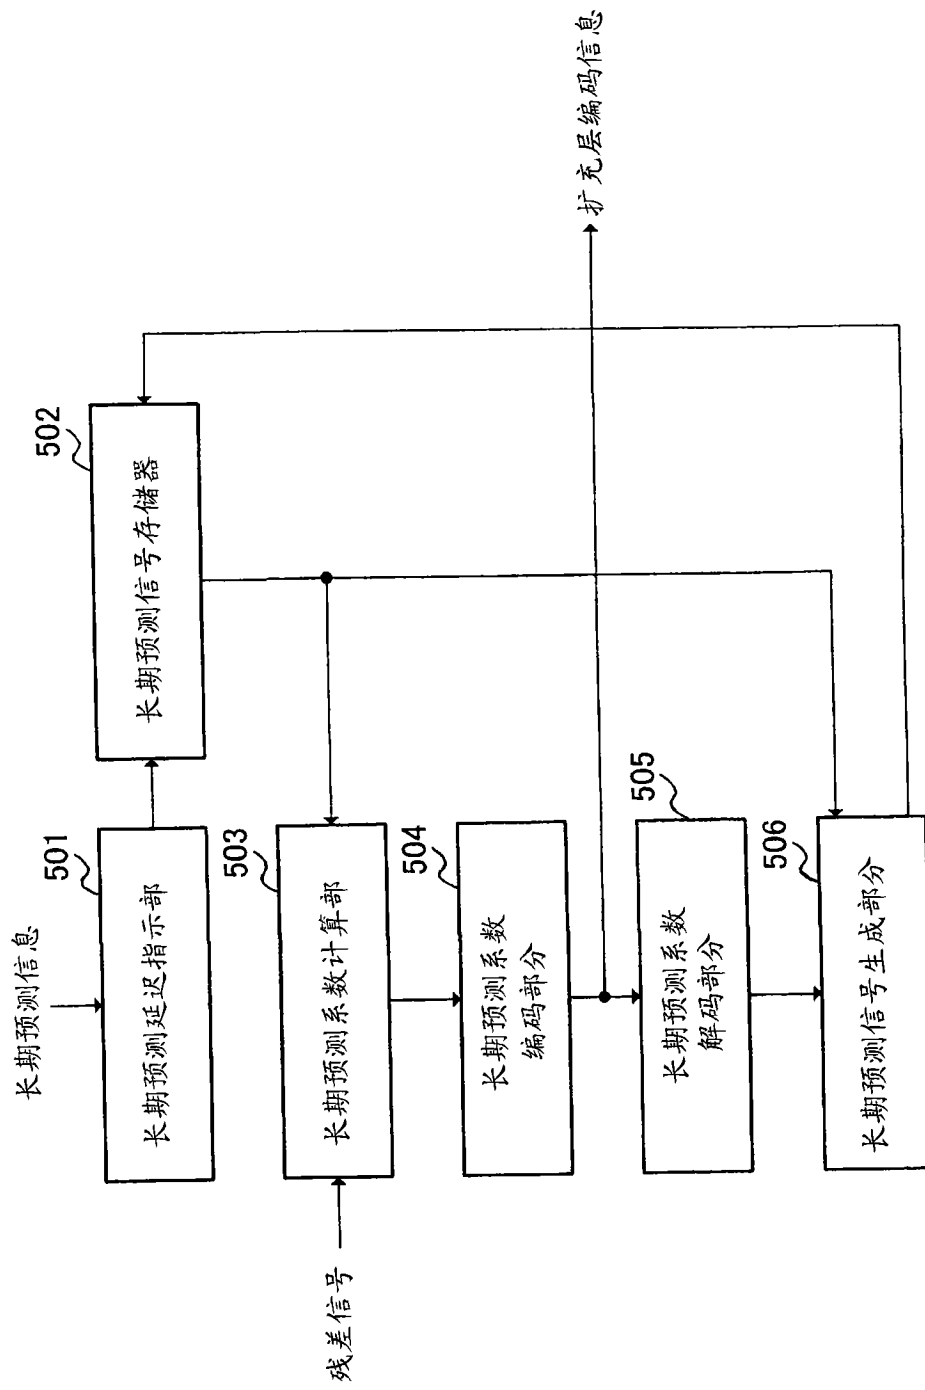 长期预测信息
501
长期预测延迟指示部
502
长期预测信号存储器
残差信号
503
长期预测系数计算部
504
长期预测系数
编码部分
扩充层编码信息
505
长期预测系数
解码部分
506
长期预测信号生成部分